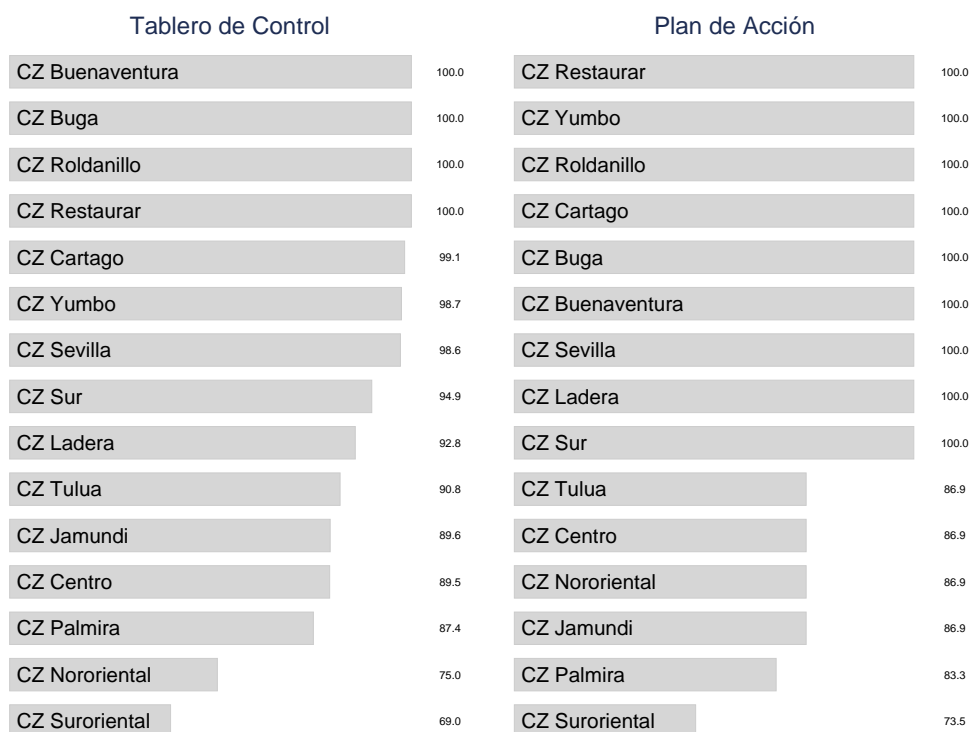 Tablero de Control
CZ Buenaventura 100.0
CZ Buga 100.0
CZ Roldanillo 100.0
CZ Restaurar 100.0
CZ Cartago 99.1
CZ Yumbo 98.7
CZ Sevilla 98.6
CZ Sur 94.9
CZ Ladera 92.8
CZ Tulua 90.8
CZ Jamundi 89.6
CZ Centro 89.5
CZ Palmira 87.4
CZ Nororiental 75.0
CZ Suroriental 69.0
Plan de Acción
CZ Restaurar 100.0
CZ Yumbo 100.0
CZ Roldanillo 100.0
CZ Cartago 100.0
CZ Buga 100.0
CZ Buenaventura 100.0
CZ Sevilla 100.0
CZ Ladera 100.0
CZ Sur 100.0
CZ Tulua 86.9
CZ Centro 86.9
CZ Nororiental 86.9
CZ Jamundi 86.9
CZ Palmira 83.3
CZ Suroriental 73.5